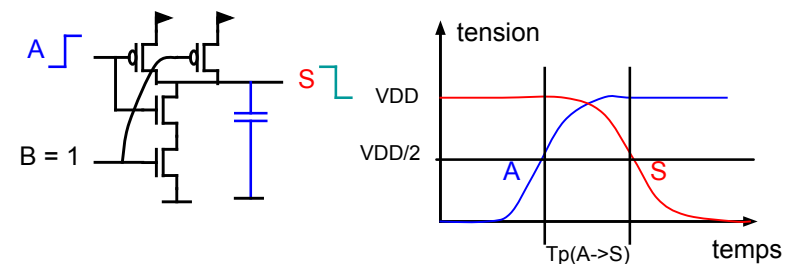 A
S
B = 1
tension
VDD
VDD/2
A
S
Tp(A->S)
temps